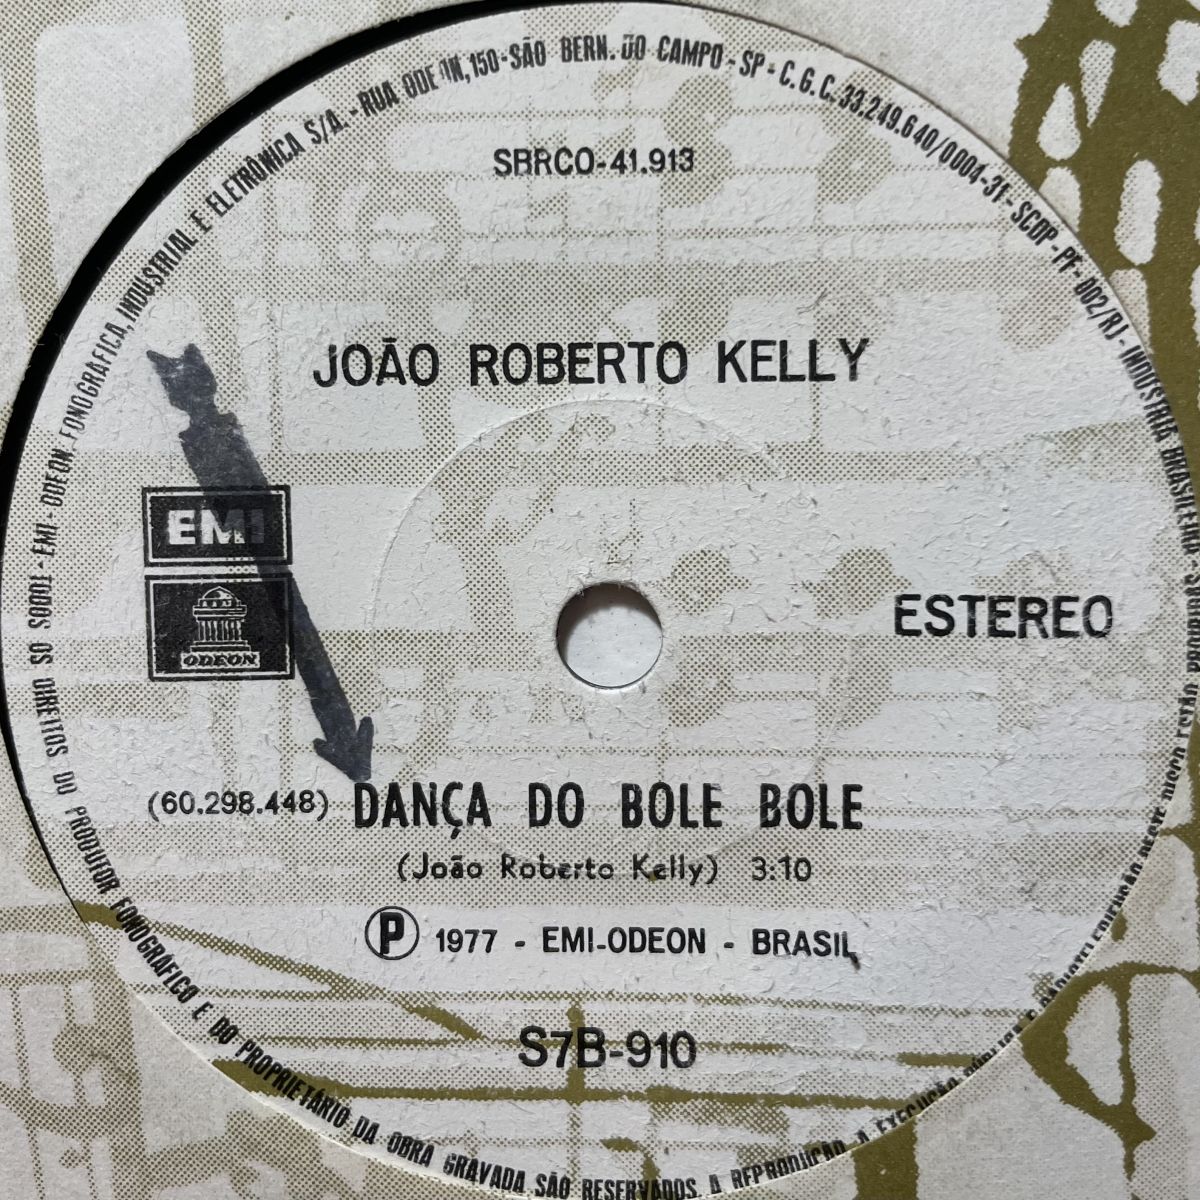 TODOS OS DIREITOS DO PRODUTOR FONOGRÁFICO E DO PROPRIETÁRIO DA OBRA GRAVADA SÃO RESERVADOS. A REPRODUÇÃO, A EXECUÇÃO PÚBLICA E
EMI - ODEON FONOGRÁFICA, INDUSTRIAL E ELETRÔNICA S/A. - RUA ODEON, 150 - SÃO BERN. DO CAMPO - SP - C.G.C. 33.249.640/0004-31 - SCDP-PF-002/RJ - INDÚSTRIA BRASILEIRA
SBRCO-41.913
JOÃO ROBERTO KELLY
EMI
ODEON
ESTEREO
(60.298.448) DANÇA DO BOLE BOLE
(João Roberto Kelly) 3:10
P 1977 - EMI-ODEON - BRASIL
S7B-910